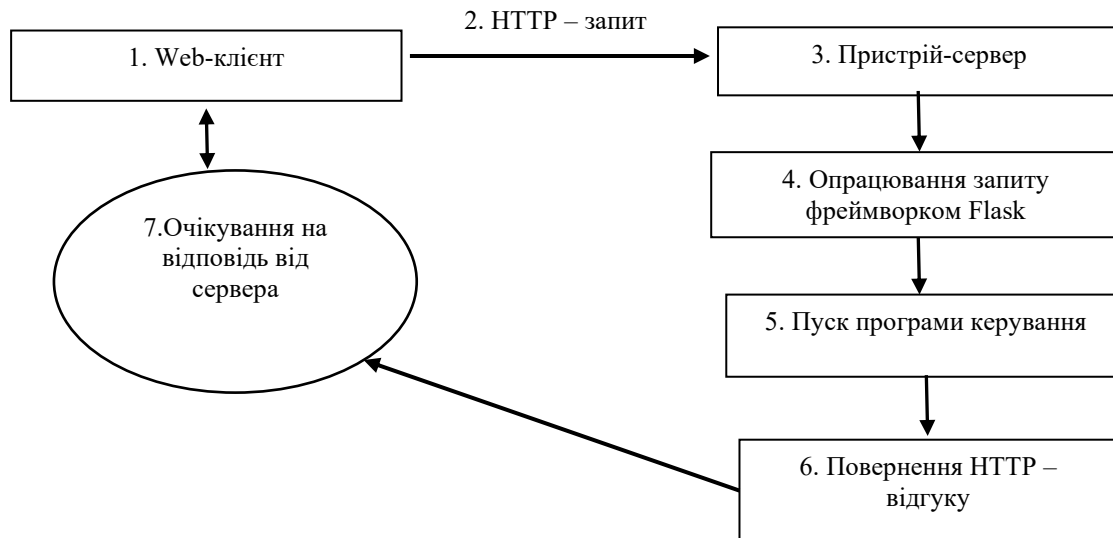 2. HTTP – запит
1. Web-клієнт
3. Пристрій-сервер
4. Опрацювання запиту
фреймворком Flask
7.Очікування на
відповідь від
сервера
5. Пуск програми керування
6. Повернення HTTP –
відгуку